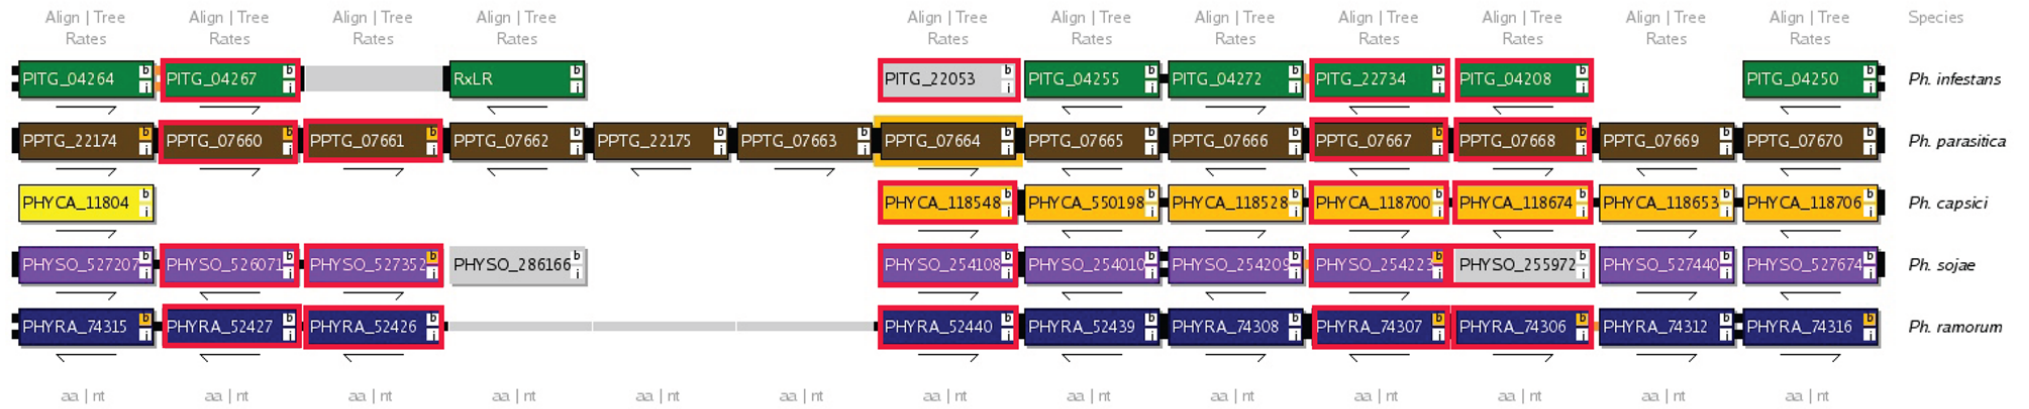 Align | Tree Align | Tree Align | Tree Align | Tree Align | Tree Align | Tree Align | Tree Align | Tree Align | Tree Align | Tree Align | Tree Species
Rates Rates Rates Rates Rates Rates Rates Rates Rates Rates Rates
PITG_04264 b i PITG_04267 b i RxLR b i PITG_22053 b i PITG_04255 b i PITG_04272 b i PITG_22734 b i PITG_04208 b i PITG_04250 b i Ph. infestans
PPTG_22174 b i PPTG_07660 b i PPTG_07661 b i PPTG_07662 b i PPTG_22175 b i PPTG_07663 b i PPTG_07664 b i PPTG_07665 b i PPTG_07666 b i PPTG_07667 b i PPTG_07668 b i PPTG_07669 b i PPTG_07670 b i Ph. parasitica
PHYCA_11804 b i PHYCA_118548 b i PHYCA_550198 b i PHYCA_118528 b i PHYCA_118700 b i PHYCA_118674 b i PHYCA_118653 b i PHYCA_118706 b i Ph. capsici
PHYSO_527207 b i PHYSO_526071 b i PHYSO_527352 b i PHYSO_286166 b i PHYSO_254108 b i PHYSO_254010 b i PHYSO_254209 b i PHYSO_254223 b i PHYSO_255972 b i PHYSO_527440 b i PHYSO_527674 b i Ph. sojae
PHYRA_74315 b i PHYRA_52427 b i PHYRA_52426 b i PHYRA_52440 b i PHYRA_52439 b i PHYRA_74308 b i PHYRA_74307 b i PHYRA_74306 b i PHYRA_74312 b i PHYRA_74316 b i Ph. ramorum
aa | nt aa | nt aa | nt aa | nt aa | nt aa | nt aa | nt aa | nt aa | nt aa | nt aa | nt